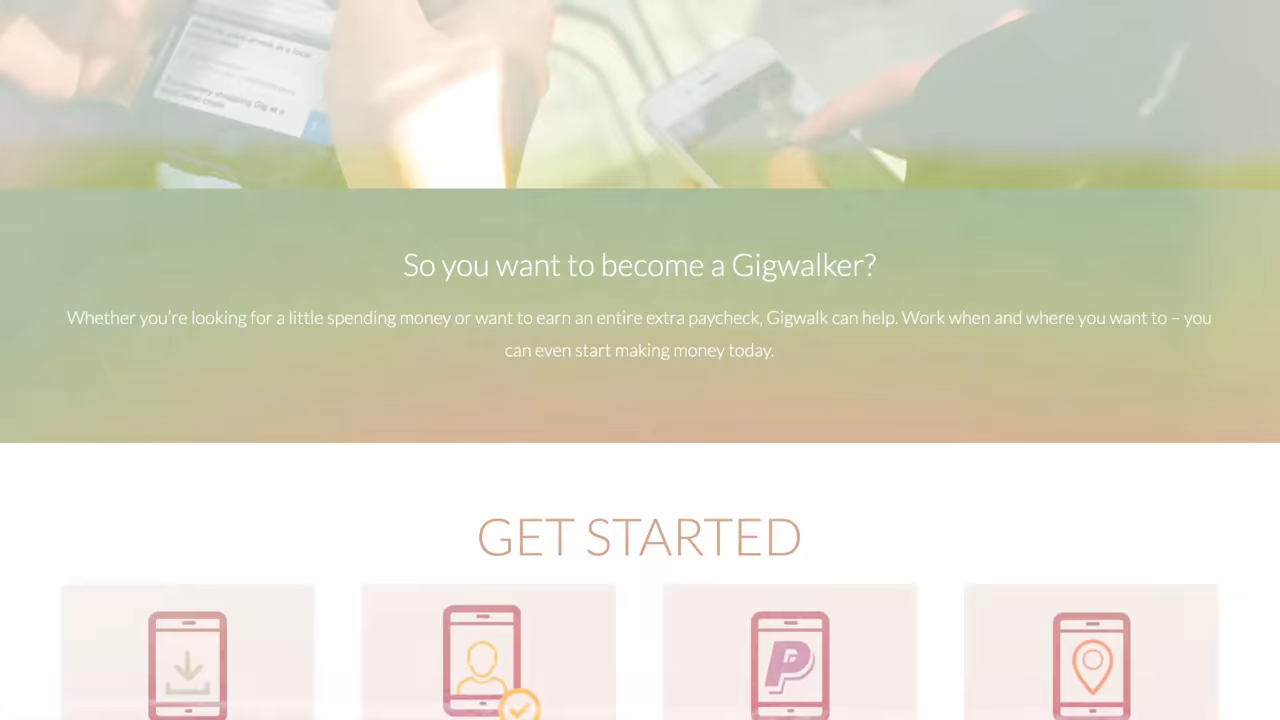 So you want to become a Gigwalker?
Whether you're looking for a little spending money or want to earn an entire extra paycheck, Gigwalk can help. Work when and where you want to – you
can even start making money today.
GET STARTED